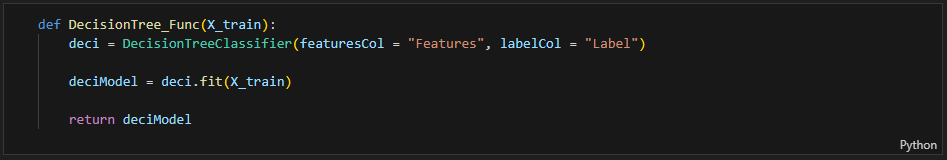 def DecisionTree_Func(X_train):
    deci = DecisionTreeClassifier(featuresCol = "Features", labelCol = "Label")
    deciModel = deci.fit(X_train)
    return deciModel
Python